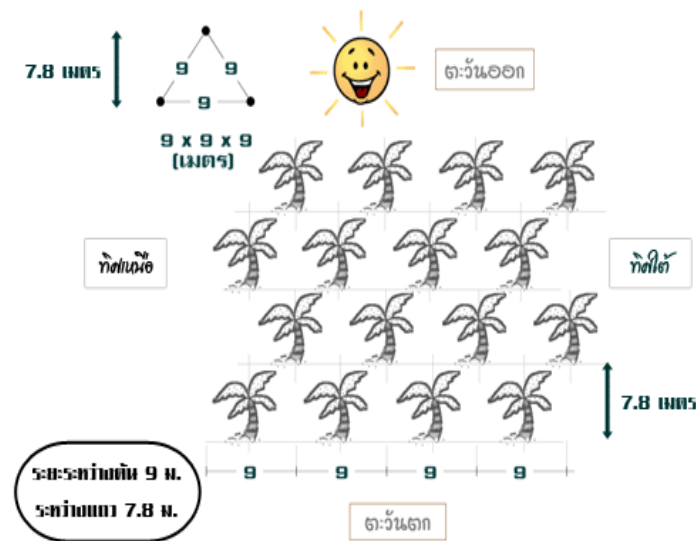 7.8 เมตร
9 9
9
9 x 9 x 9
(เมตร)
ตะวันออก
ทิศเหนือ
ทิศใต้
7.8 เมตร
9 9 9 9
ระยะระหว่างต้น 9 ม.
ระหว่างแถว 7.8 ม.
ตะวันตก